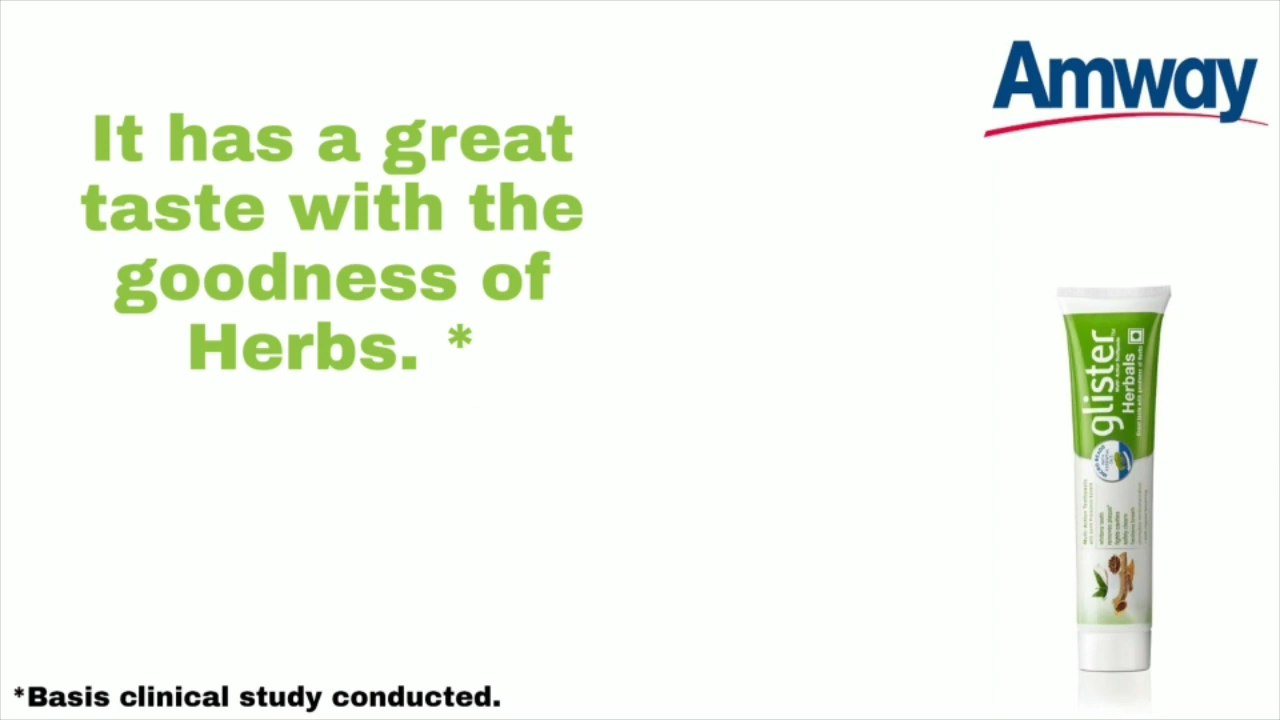 Amway
It has a great
taste with the
goodness of
Herbs. *
glister
Herbals
*Basis clinical study conducted.